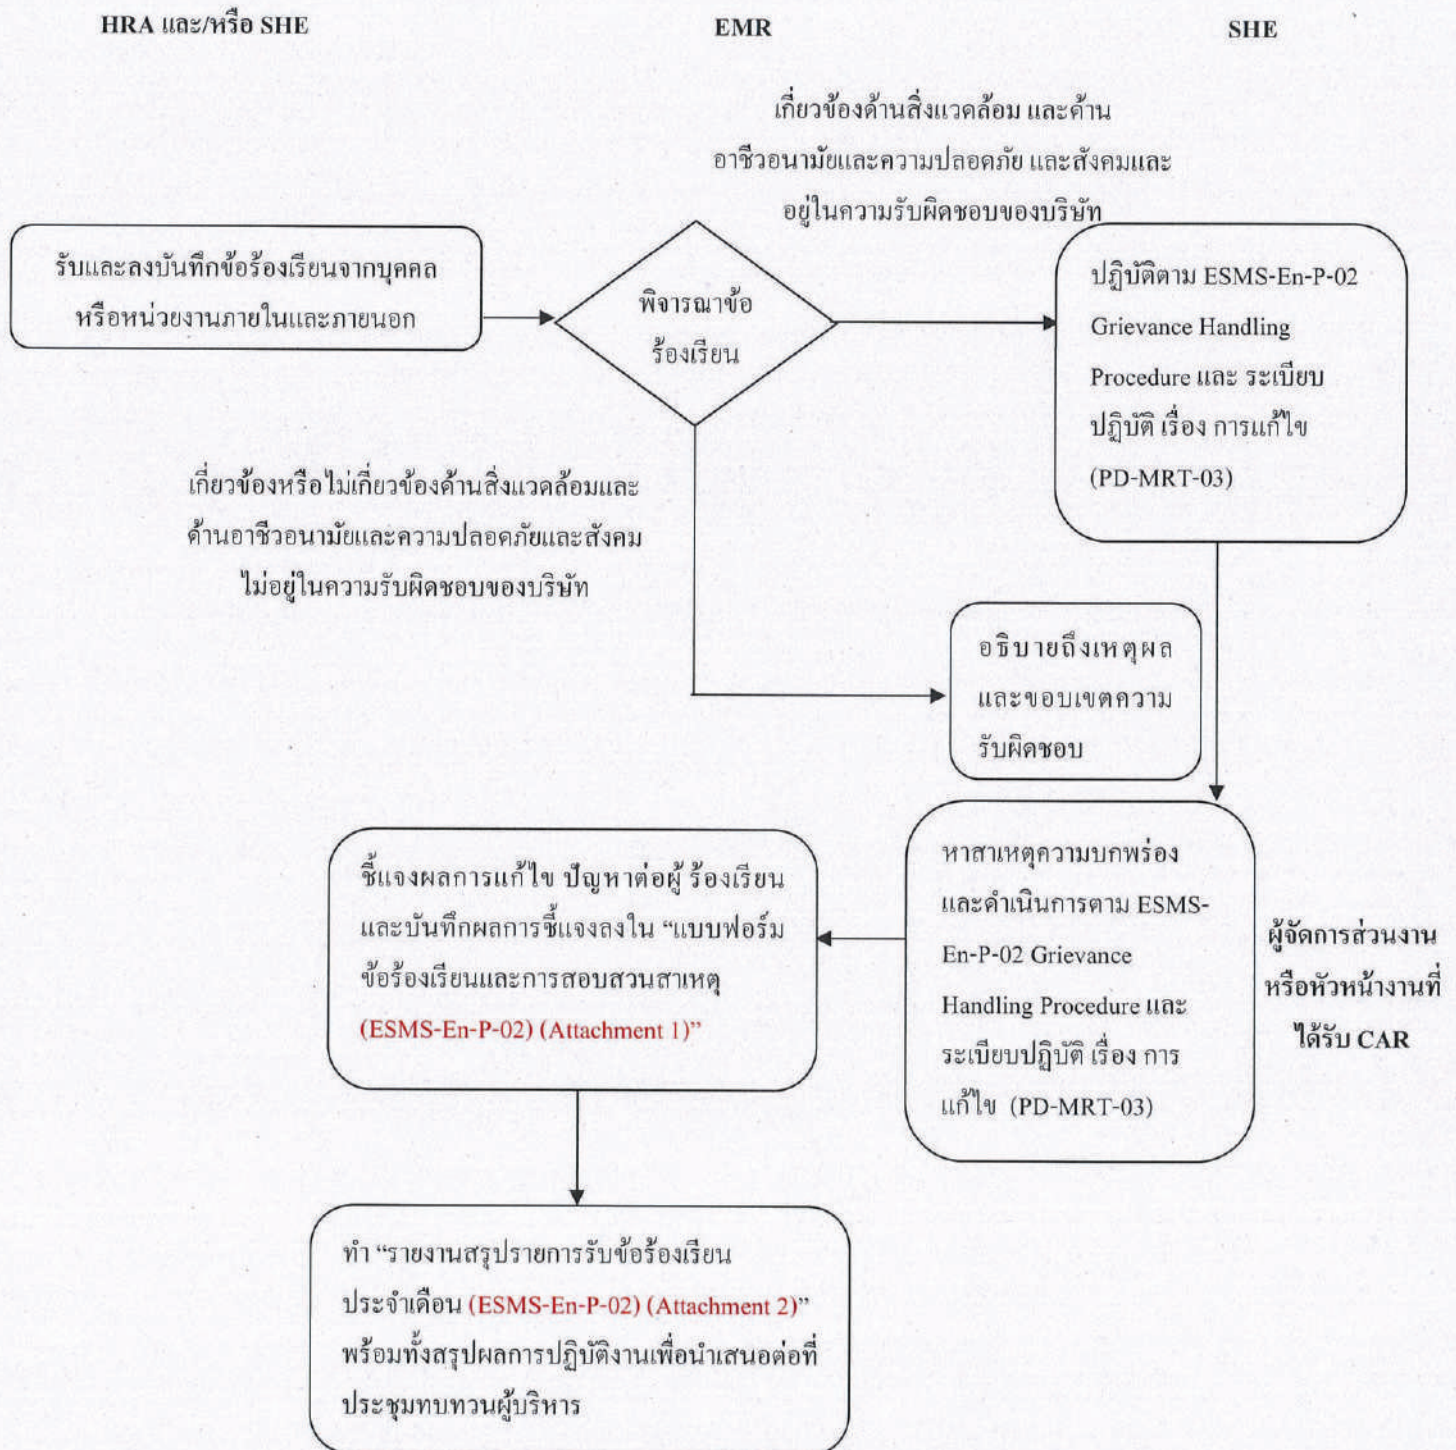 HRA และ/หรือ SHE
EMR
SHE
เกี่ยวข้องด้านสิ่งแวดล้อม และด้าน
อาชีวอนามัยและความปลอดภัย และสังคมและ
อยู่ในความรับผิดชอบของบริษัท
รับและลงบันทึกข้อร้องเรียนจากบุคคล
หรือหน่วยงานภายในและภายนอก
พิจารณาข้อ
ร้องเรียน
ปฏิบัติตาม ESMS-En-P-02
Grievance Handling
Procedure และ ระเบียบ
ปฏิบัติ เรื่อง การแก้ไข
(PD-MRT-03)
เกี่ยวข้องหรือไม่เกี่ยวข้องด้านสิ่งแวดล้อมและ
ด้านอาชีวอนามัยและความปลอดภัยและสังคม
ไม่อยู่ในความรับผิดชอบของบริษัท
อธิบายถึงเหตุผล
และขอบเขตความ
รับผิดชอบ
หาสาเหตุความบกพร่อง
และดำเนินการตาม ESMS-
En-P-02 Grievance
Handling Procedure และ
ระเบียบปฏิบัติ เรื่อง การ
แก้ไข (PD-MRT-03)
ผู้จัดการส่วนงาน
หรือหัวหน้างานที่
ได้รับ CAR
ชี้แจงผลการแก้ไข ปัญหาต่อผู้ ร้องเรียน
และบันทึกผลการชี้แจงลงใน “แบบฟอร์ม
ข้อร้องเรียนและการสอบสวนสาเหตุ
(ESMS-En-P-02) (Attachment 1)”
ทำ “รายงานสรุปรายการรับข้อร้องเรียน
ประจำเดือน (ESMS-En-P-02) (Attachment 2)”
พร้อมทั้งสรุปผลการปฏิบัติงานเพื่อนำเสนอต่อที่
ประชุมทบทวนผู้บริหาร